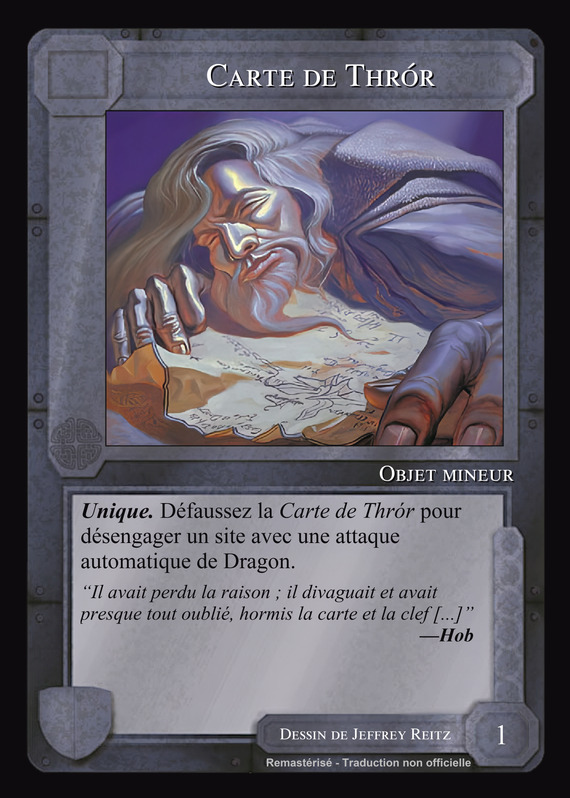 Carte de Thrór
Objet mineur
Unique. Défaussez la Carte de Thrór pour
désengager un site avec une attaque
automatique de Dragon.
“Il avait perdu la raison ; il divaguait et avait
presque tout oublié, hormis la carte et la clef [...]”
—Hob
Dessin de Jeffrey Reitz
1
Remastérisé - Traduction non officielle